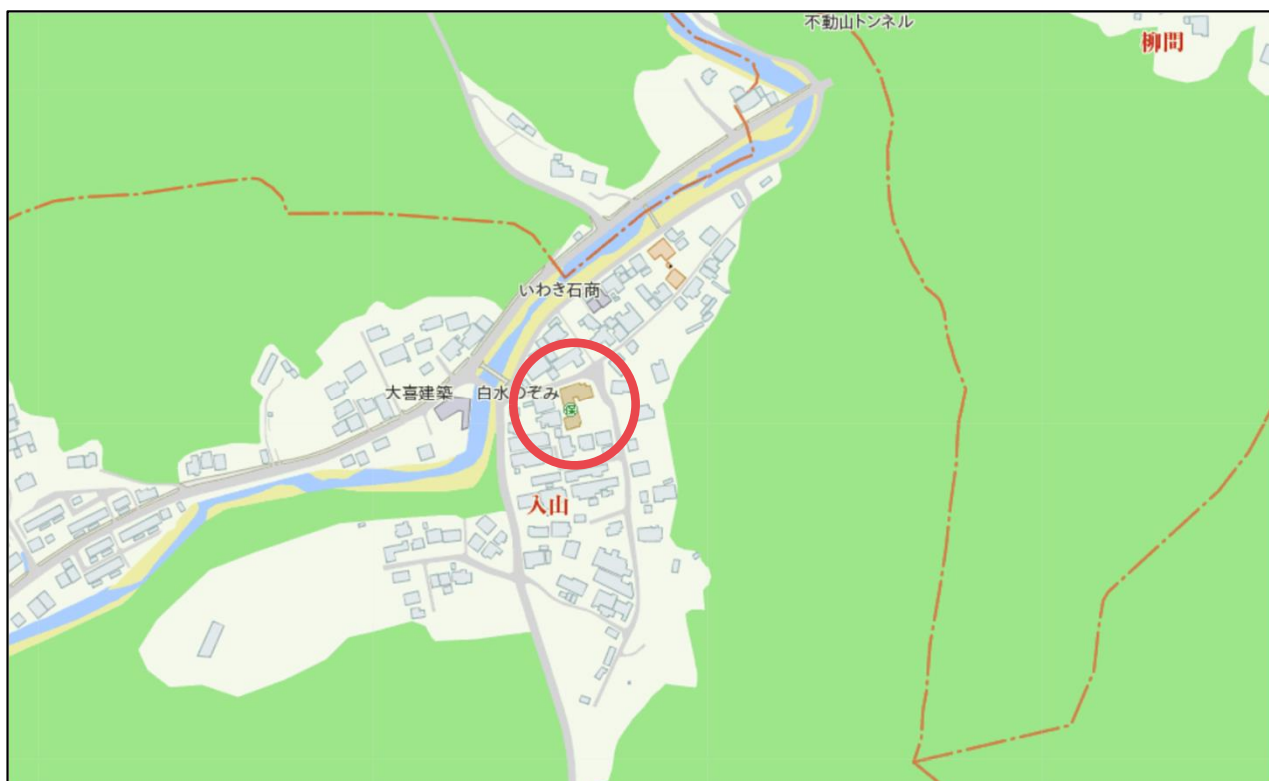 不動山トンネル
柳間
いわき石商
大喜建築
白水のぞみ
保
入山